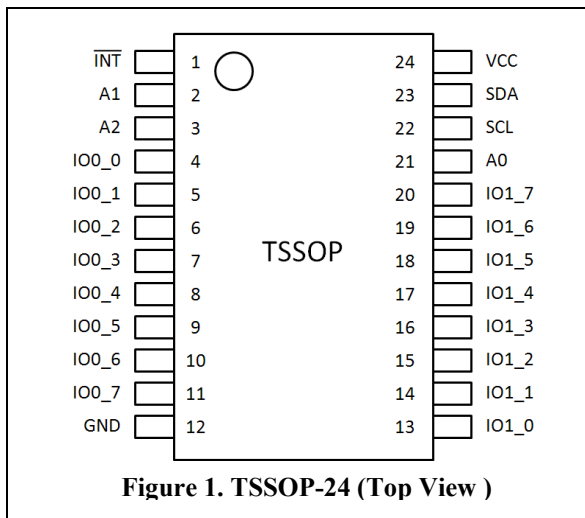 INT 1 24 VCC
A1 2 23 SDA
A2 3 22 SCL
IO0_0 4 21 A0
IO0_1 5 20 IO1_7
IO0_2 6 19 IO1_6
IO0_3 7 TSSOP 18 IO1_5
IO0_4 8 17 IO1_4
IO0_5 9 16 IO1_3
IO0_6 10 15 IO1_2
IO0_7 11 14 IO1_1
GND 12 13 IO1_0
Figure 1. TSSOP-24 (Top View )